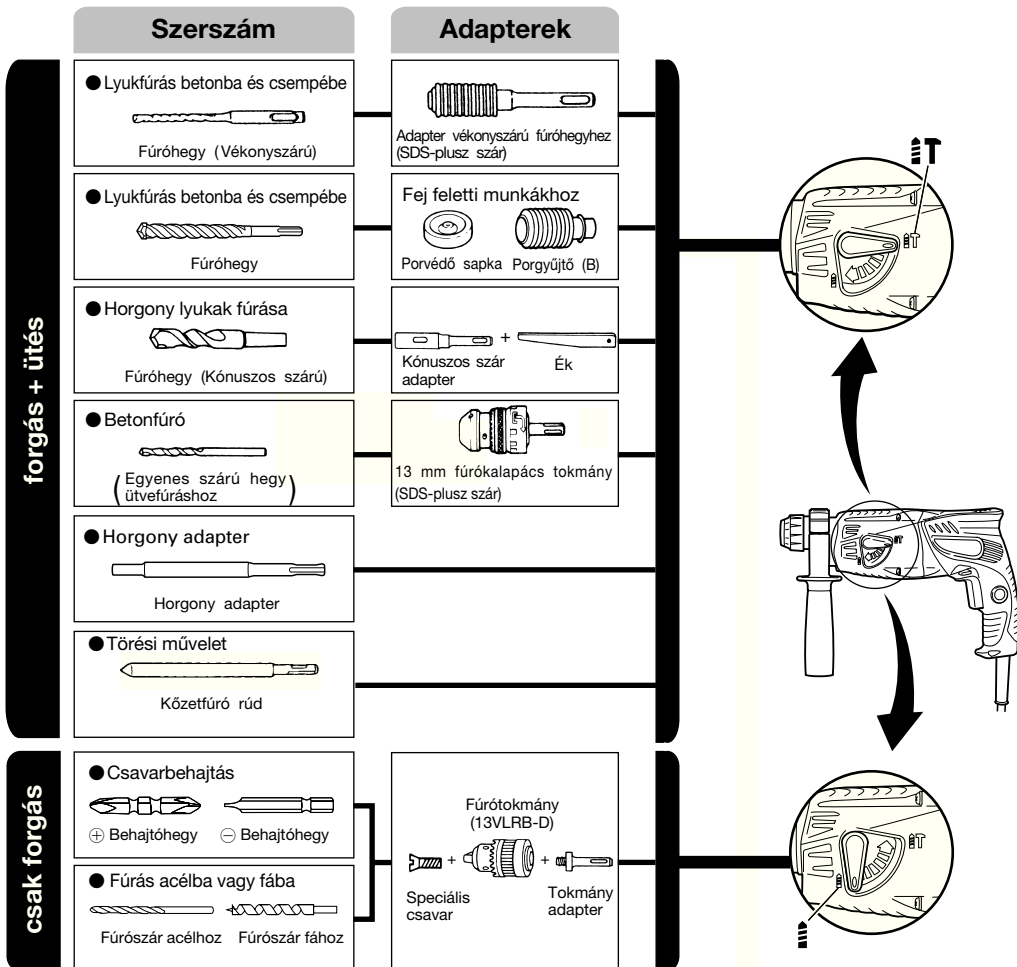 Szerszám
Adapterek
forgás + ütés
● Lyukfúrás betonba és csempébe
Fúróhegy (Vékonyszárú)
Adapter vékonyszárú fúróhegyhez
(SDS-plusz szár)
● Lyukfúrás betonba és csempébe
Fúróhegy
Fej feletti munkákhoz
Porvédő sapka Porgyűjtő (B)
● Horgony lyukak fúrása
Fúróhegy (Kónuszos szárú)
+
Kónuszos szár
adapter
Ék
● Betonfúró
(Egyenes szárú hegy
ütvefúráshoz)
13 mm fúrókalapács tokmány
(SDS-plusz szár)
● Horgony adapter
Horgony adapter
● Törési művelet
Kőzetfúró rúd
csak forgás
● Csavarbehajtás
⊕ Behajtóhegy ⊖ Behajtóhegy
● Fúrás acélba vagy fába
Fúrószár acélhoz Fúrószár fához
Fúrótokmány
(13VLRB-D)
+ +
Speciális
csavar
Tokmány
adapter